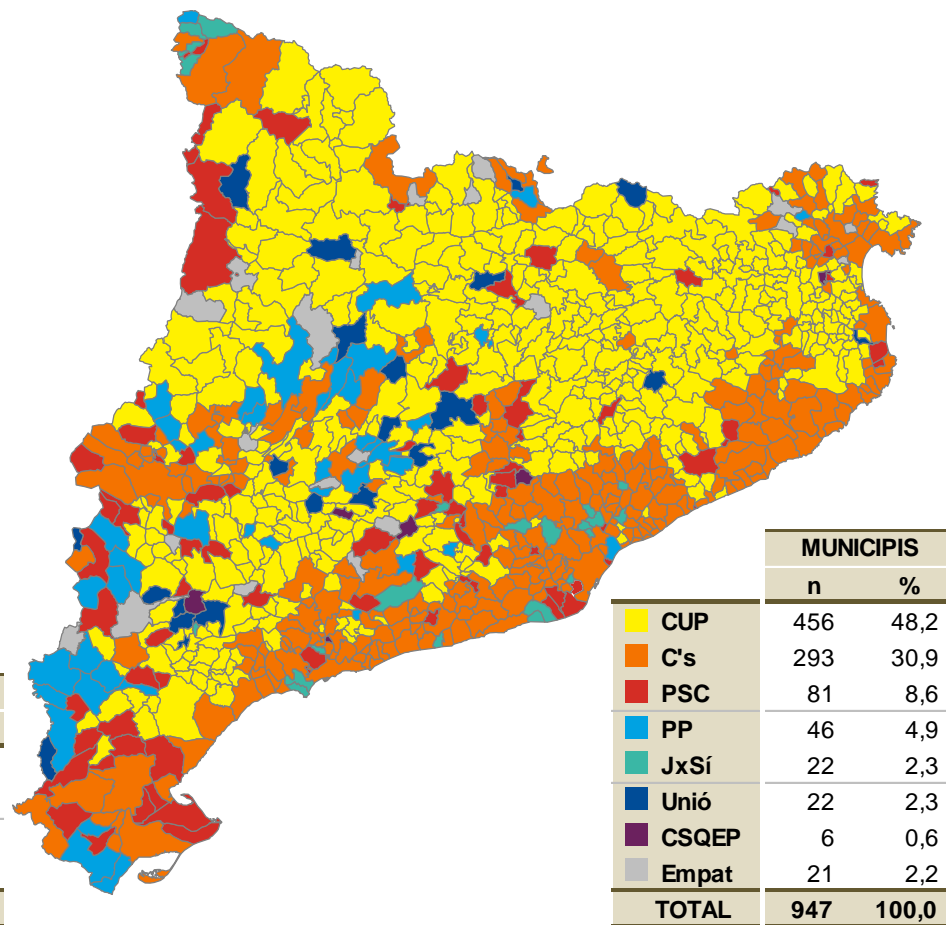 MUNICIPIS
n %
CUP 456 48,2
C's 293 30,9
PSC 81 8,6
PP 46 4,9
JxSí 22 2,3
Unió 22 2,3
CSQEP 6 0,6
Empat 21 2,2
TOTAL 947 100,0